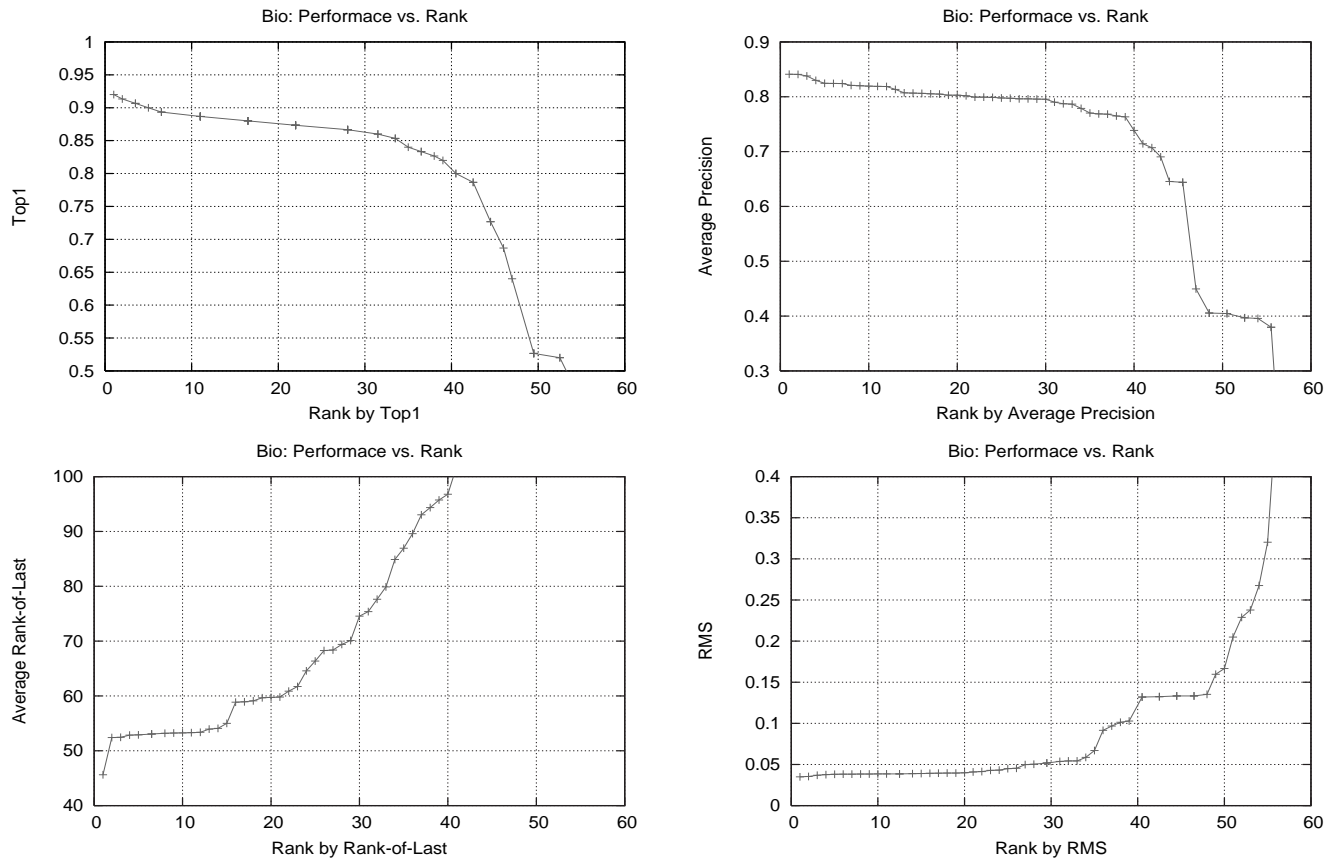 Bio: Performace vs. Rank
1
0.95
0.9
0.85
0.8
0.75
0.7
0.65
0.6
0.55
0.5
Top1
0 10 20 30 40 50 60
Rank by Top1
Bio: Performace vs. Rank
0.9
0.8
0.7
0.6
0.5
0.4
0.3
Average Precision
0 10 20 30 40 50 60
Rank by Average Precision
Bio: Performace vs. Rank
100
90
80
70
60
50
40
Average Rank-of-Last
0 10 20 30 40 50 60
Rank by Rank-of-Last
Bio: Performace vs. Rank
0.4
0.35
0.3
0.25
0.2
0.15
0.1
0.05
0
RMS
0 10 20 30 40 50 60
Rank by RMS